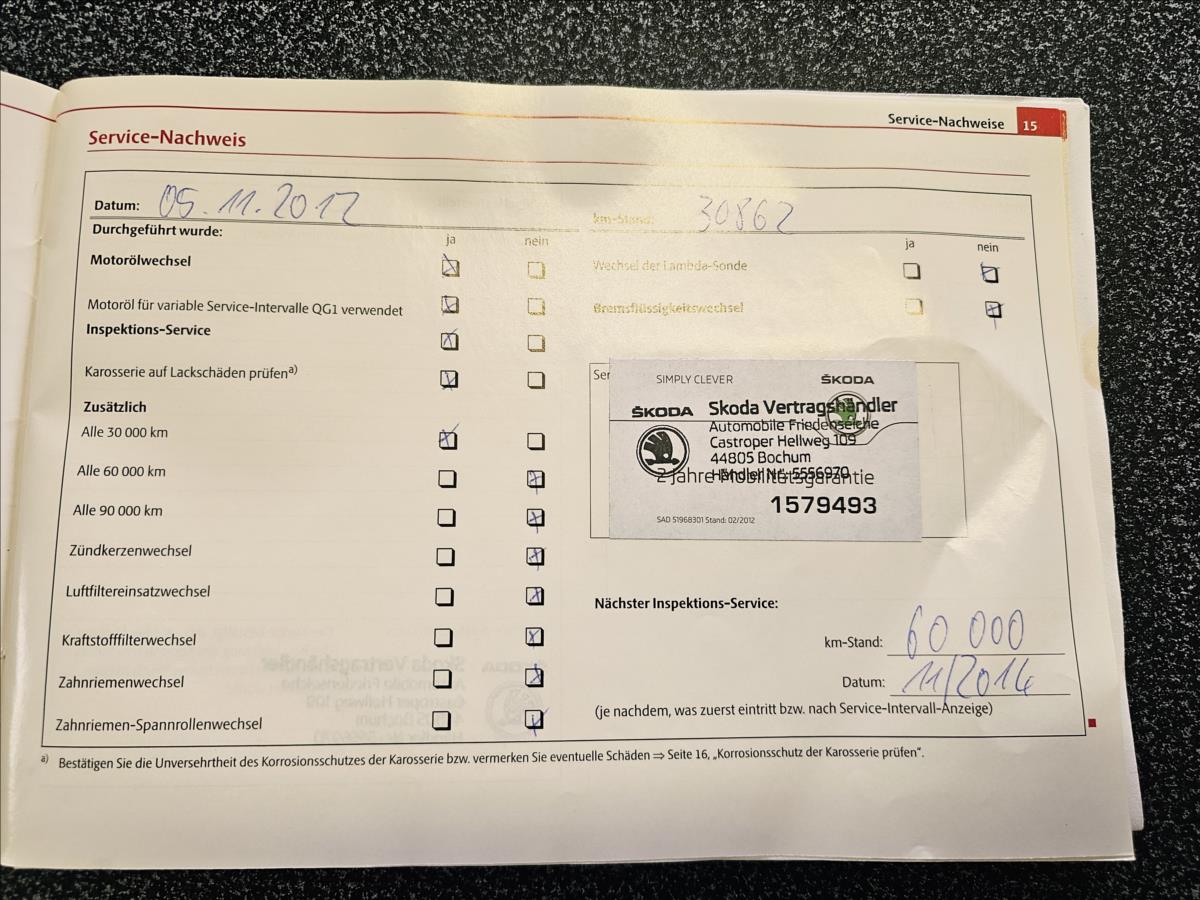 Service-Nachweise 15
Service-Nachweis
Datum: 05.11.2012
km-Stand: 30862
Durchgeführt wurde:
ja nein
Motorölwechsel
Motoröl für variable Service-Intervalle QG1 verwendet
Inspektions-Service
Karosserie auf Lackschäden prüfen a)
Zusätzlich
Alle 30 000 km
Alle 60 000 km
Alle 90 000 km
Zündkerzenwechsel
Luftfiltereinsatzwechsel
Kraftstofffilterwechsel
Zahnriemenwechsel
Zahnriemen-Spannrollenwechsel
ja nein
Wechsel der Lambda-Sonde
Bremsflüssigkeitswechsel
SIMPLY CLEVER ŠKODA
ŠKODA Skoda Vertragshändler
Automobile Friedenseiche
Castroper Hellweg 109
44805 Bochum
Händler Nr. 5556970
2 Jahre Mobilitätsgarantie
1579493
SAD 51968301 Stand: 02/2012
Nächster Inspektions-Service:
km-Stand: 60 000
Datum: 11/2014
(je nachdem, was zuerst eintritt bzw. nach Service-Intervall-Anzeige)
a) Bestätigen Sie die Unversehrtheit des Korrosionsschutzes der Karosserie bzw. vermerken Sie eventuelle Schäden ⇒ Seite 16, „Korrosionsschutz der Karosserie prüfen“.